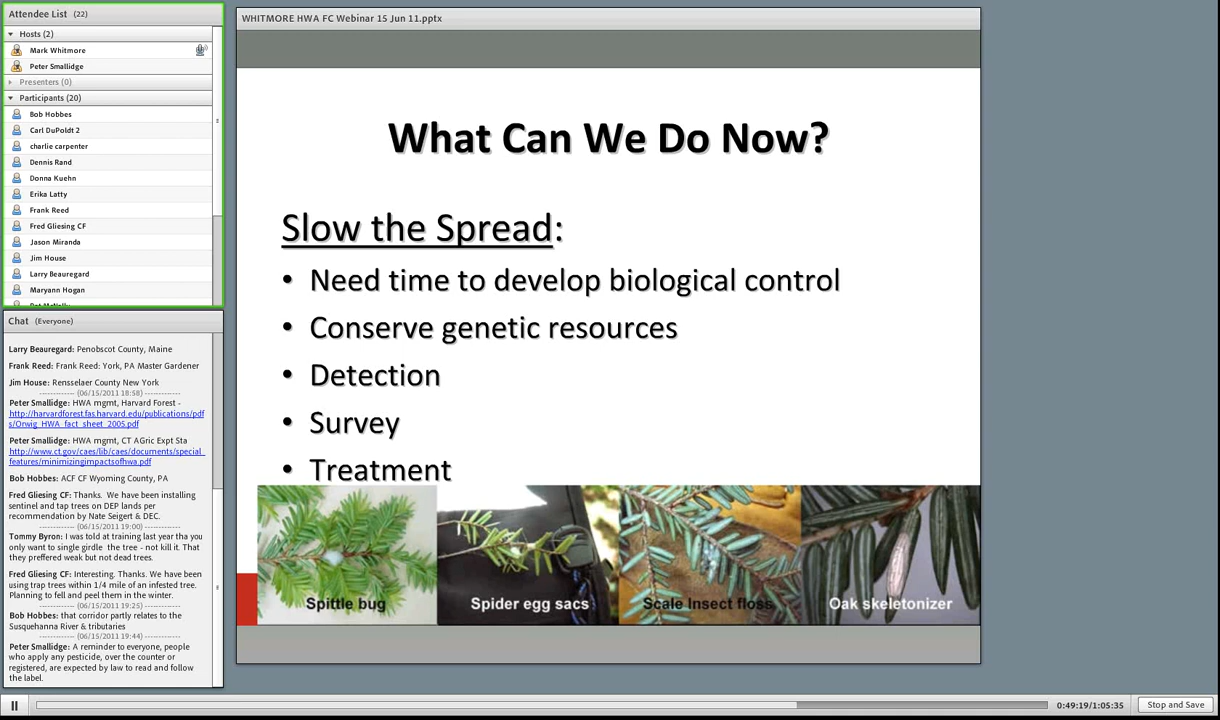 Attendee List (22)
Hosts (2)
Mark Whitmore
Peter Smallidge
Presenters (0)
Participants (20)
Bob Hobbes
Carl DuPoldt 2
charlie carpenter
Dennis Rand
Donna Kuehn
Erika Latty
Frank Reed
Fred Gliesing CF
Jason Miranda
Jim House
Larry Beauregard
Maryann Hogan
Chat (Everyone)
Larry Beauregard: Penobscot County, Maine
Frank Reed: Frank Reed: York, PA Master Gardener
Jim House: Rensselaer County New York
------------- (06/15/2011 18:58) -------------
Peter Smallidge: HWA mgmt, Harvard Forest -
http://harvardforest.fas.harvard.edu/publications/pdf
s/Orwig_HWA_fact_sheet_2005.pdf
Peter Smallidge: HWA mgmt, CT AGric Expt Sta
http://www.ct.gov/caes/lib/caes/documents/special_
features/minimizingimpactsofhwa.pdf
Bob Hobbes: ACF CF Wyoming County, PA
Fred Gliesing CF: Thanks. We have been installing
sentinel and tap trees on DEP lands per
recommendation by Nate Seigert & DEC.
------------- (06/15/2011 19:00) -------------
Tommy Byron: I was told at training last year tha you
only want to single girdle the tree - not kill it. That
they preffered weak but not dead trees.
Fred Gliesing CF: Interesting. Thanks. We have been
using trap trees within 1/4 mile of an infested tree.
Planning to fell and peel them in the winter.
------------- (06/15/2011 19:25) -------------
Bob Hobbes: that corridor partly relates to the
Susquehanna River & tributaries
------------- (06/15/2011 19:44) -------------
Peter Smallidge: A reminder to everyone, people
who apply any pesticide, over the counter or
registered, are expected by law to read and follow
the label.
WHITMORE HWA FC Webinar 15 Jun 11.pptx
What Can We Do Now?
Slow the Spread:
• Need time to develop biological control
• Conserve genetic resources
• Detection
• Survey
• Treatment
Spittle bug
Spider egg sacs
Scale Insect floss
Oak skeletonizer
0:49:19/1:05:35
Stop and Save